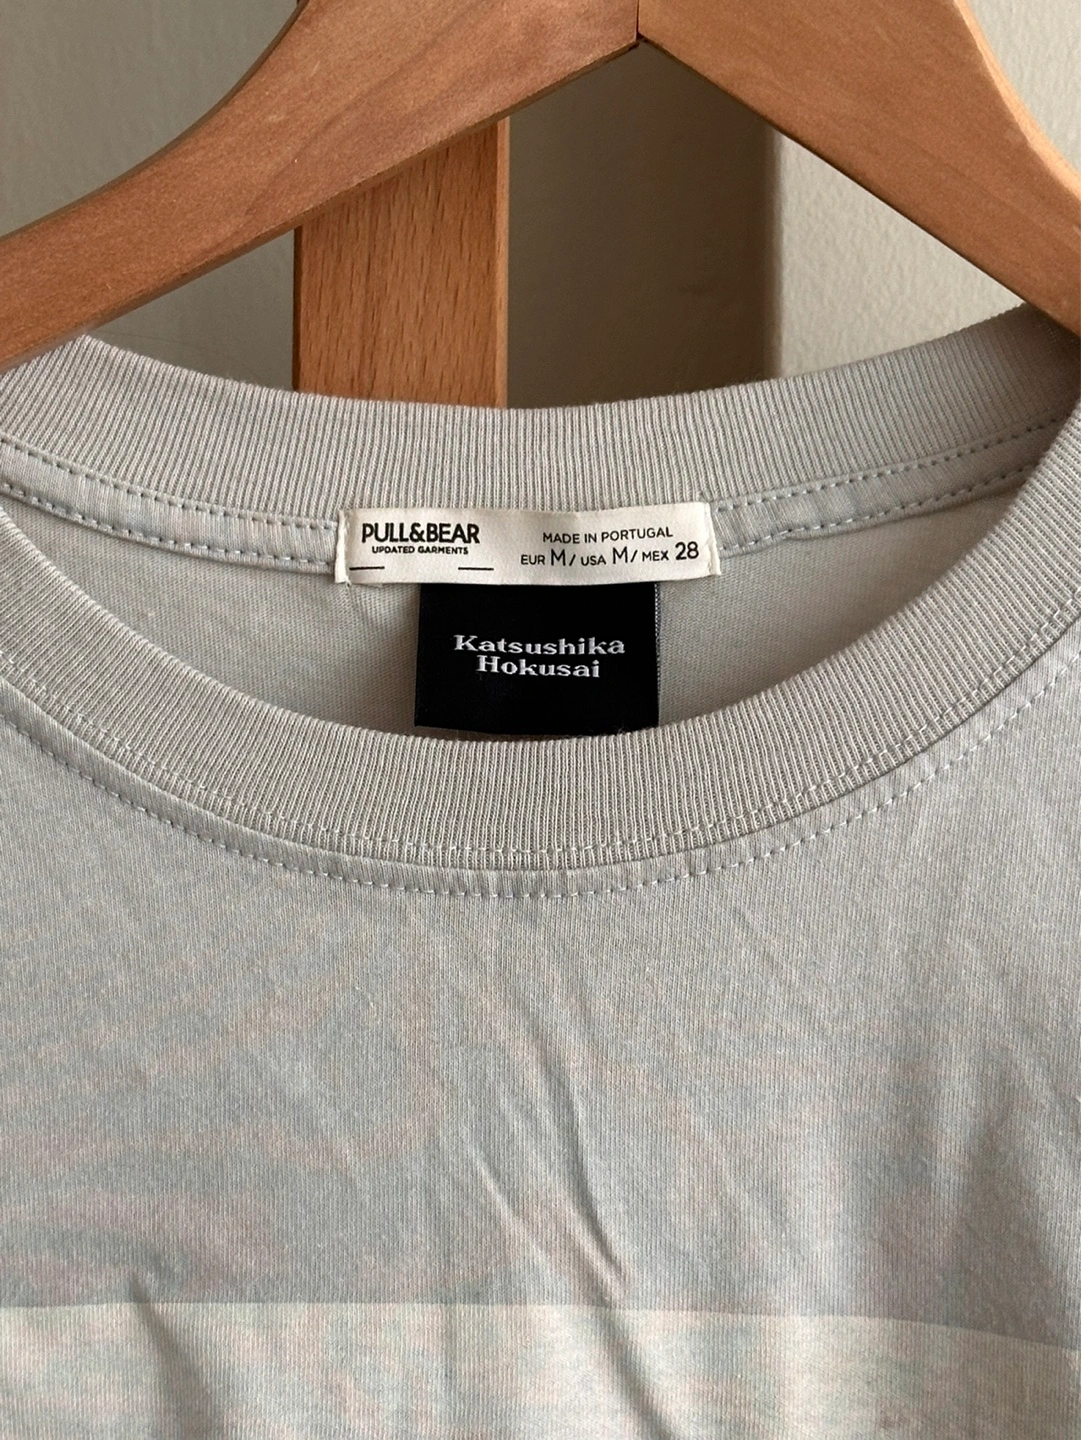 PULL&BEAR
UPDATED GARMENTS
MADE IN PORTUGAL
EUR M/ USA M/ MEX 28
Katsushika
Hokusai